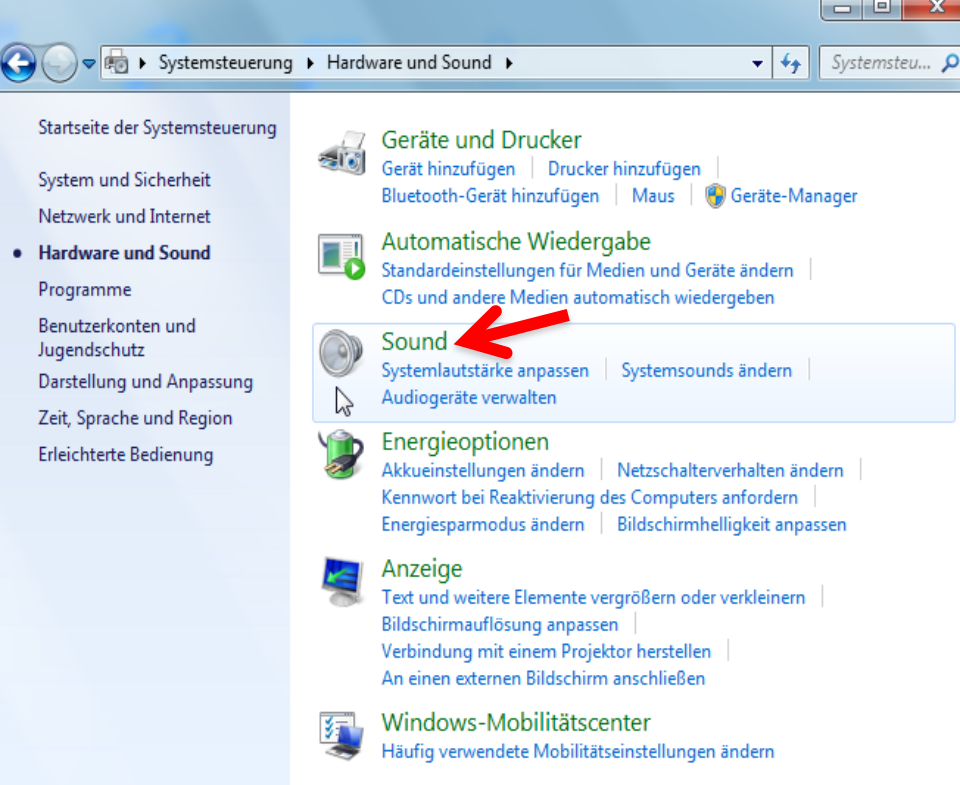 Systemsteuerung Hardware und Sound Systemsteu...
Startseite der Systemsteuerung
System und Sicherheit
Netzwerk und Internet
Hardware und Sound
Programme
Benutzerkonten und
Jugendschutz
Darstellung und Anpassung
Zeit, Sprache und Region
Erleichterte Bedienung
Geräte und Drucker
Gerät hinzufügen Drucker hinzufügen
Bluetooth-Gerät hinzufügen Maus Geräte-Manager
Automatische Wiedergabe
Standardeinstellungen für Medien und Geräte ändern
CDs und andere Medien automatisch wiedergeben
Sound
Systemlautstärke anpassen Systemsounds ändern
Audiogeräte verwalten
Energieoptionen
Akkueinstellungen ändern Netzschalterverhalten ändern
Kennwort bei Reaktivierung des Computers anfordern
Energiesparmodus ändern Bildschirmhelligkeit anpassen
Anzeige
Text und weitere Elemente vergrößern oder verkleinern
Bildschirmauflösung anpassen
Verbindung mit einem Projektor herstellen
An einen externen Bildschirm anschließen
Windows-Mobilitätscenter
Häufig verwendete Mobilitätseinstellungen ändern